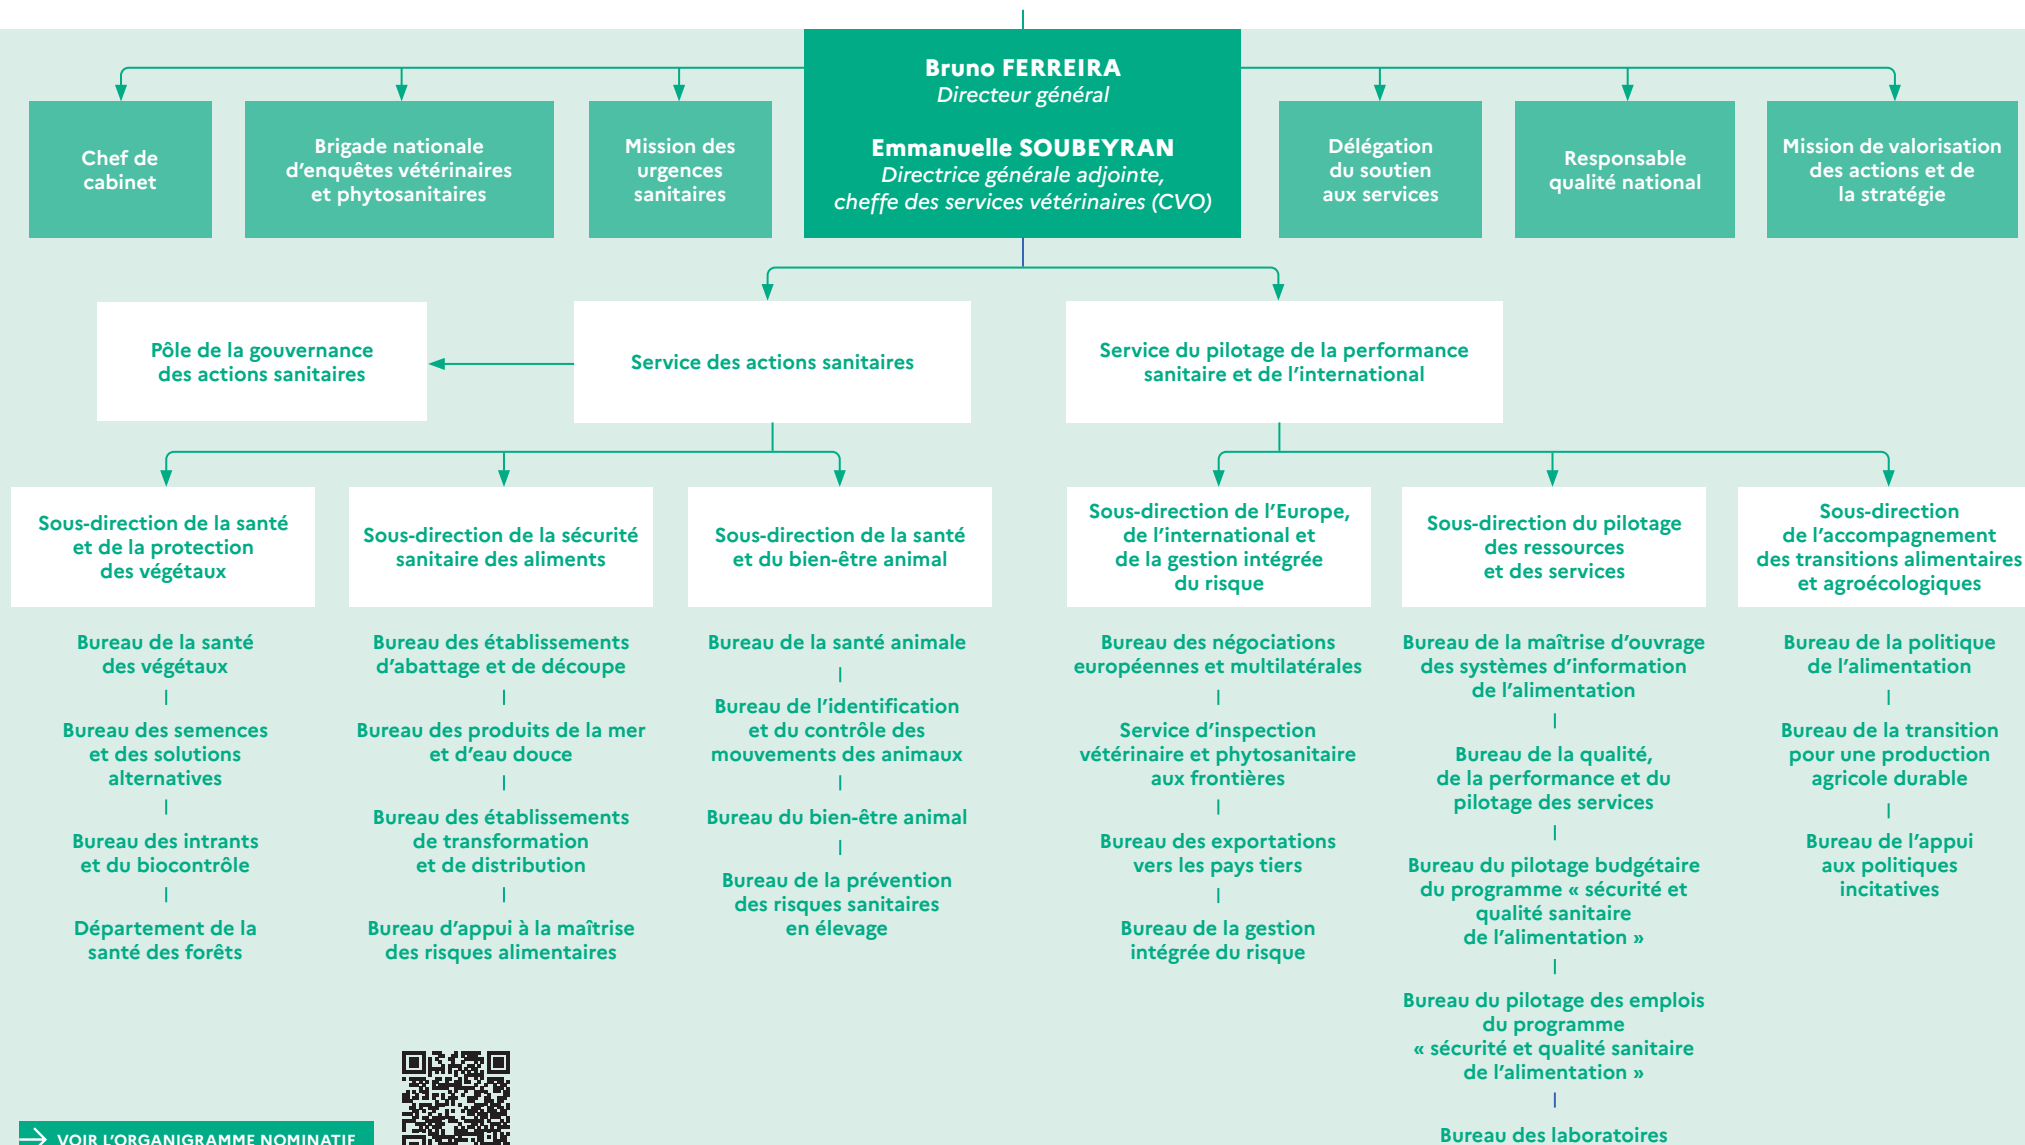 Bruno FERREIRA
Directeur général
Emmanuelle SOUBEYRAN
Directrice générale adjointe,
cheffe des services vétérinaires (CVO)
Chef de
cabinet
Brigade nationale
d'enquêtes vétérinaires
et phytosanitaires
Mission des
urgences
sanitaires
Délégation
du soutien
aux services
Responsable
qualité national
Mission de valorisation
des actions et de
la stratégie
Pôle de la gouvernance
des actions sanitaires
Service des actions sanitaires
Service du pilotage de la performance
sanitaire et de l'international
Sous-direction de la santé
et de la protection
des végétaux
Bureau de la santé
des végétaux
Bureau des semences
et des solutions
alternatives
Bureau des intrants
et du biocontrôle
Département de la
santé des forêts
Sous-direction de la sécurité
sanitaire des aliments
Bureau des établissements
d'abattage et de découpe
Bureau des produits de la mer
et d'eau douce
Bureau des établissements
de transformation
et de distribution
Bureau d'appui à la maîtrise
des risques alimentaires
Sous-direction de la santé
et du bien-être animal
Bureau de la santé animale
Bureau de l'identification
et du contrôle des
mouvements des animaux
Bureau du bien-être animal
Bureau de la prévention
des risques sanitaires
en élevage
Sous-direction de l'Europe,
de l'international et
de la gestion intégrée
du risque
Bureau des négociations
européennes et multilatérales
Service d'inspection
vétérinaire et phytosanitaire
aux frontières
Bureau des exportations
vers les pays tiers
Bureau de la gestion
intégrée du risque
Sous-direction du pilotage
des ressources
et des services
Bureau de la maîtrise d'ouvrage
des systèmes d'information
de l'alimentation
Bureau de la qualité,
de la performance et du
pilotage des services
Bureau du pilotage budgétaire
du programme « sécurité et
qualité sanitaire
de l'alimentation »
Bureau du pilotage des emplois
du programme
« sécurité et qualité sanitaire
de l'alimentation »
Bureau des laboratoires
Sous-direction
de l'accompagnement
des transitions alimentaires
et agroécologiques
Bureau de la politique
de l'alimentation
Bureau de la transition
pour une production
agricole durable
Bureau de l'appui
aux politiques
incitatives
VOIR L'ORGANIGRAMME NOMINATIF